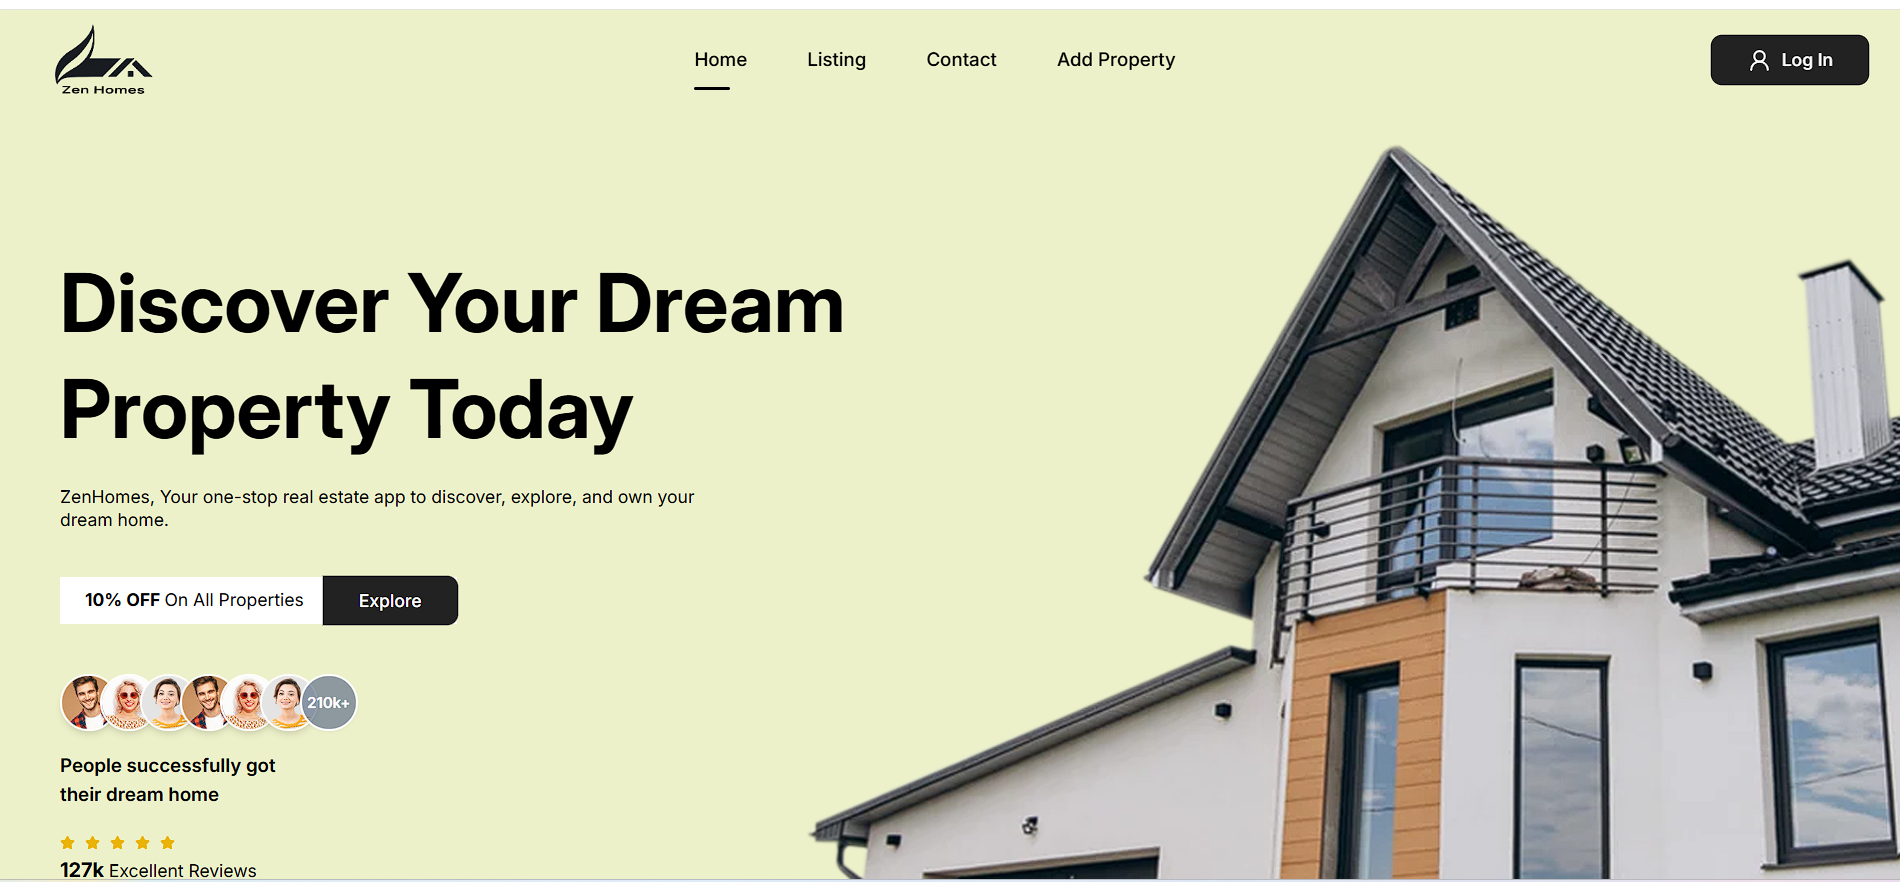 Zen Homes
Home
Listing
Contact
Add Property
Log In
Discover Your Dream
Property Today
ZenHomes, Your one-stop real estate app to discover, explore, and own your
dream home.
10% OFF On All Properties
Explore
210k+
People successfully got
their dream home
127k Excellent Reviews